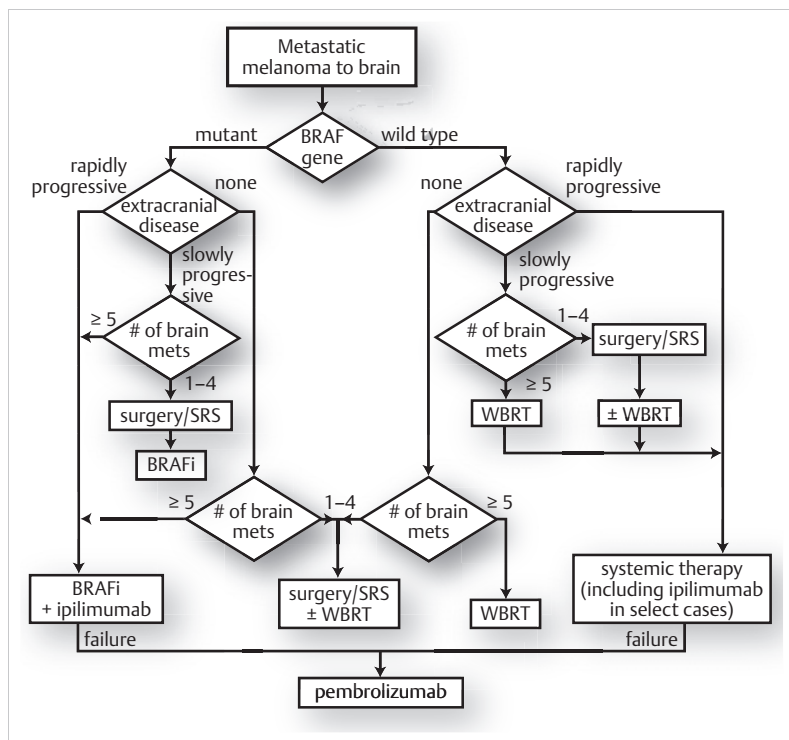 Metastatic
melanoma to brain
mutant
BRAF
gene
wild type
rapidly
progressive
none
extracranial
disease
none
rapidly
progressive
extracranial
disease
slowly
progres-
sive
slowly
progressive
≥ 5
# of brain
mets
1–4
surgery/SRS
BRAFi
# of brain
mets
1–4
surgery/SRS
≥ 5
WBRT
± WBRT
≥ 5
# of brain
mets
1–4
# of brain
mets
≥ 5
BRAFi
+ ipilimumab
surgery/SRS
± WBRT
WBRT
systemic therapy
(including ipilimumab
in select cases)
failure
failure
pembrolizumab